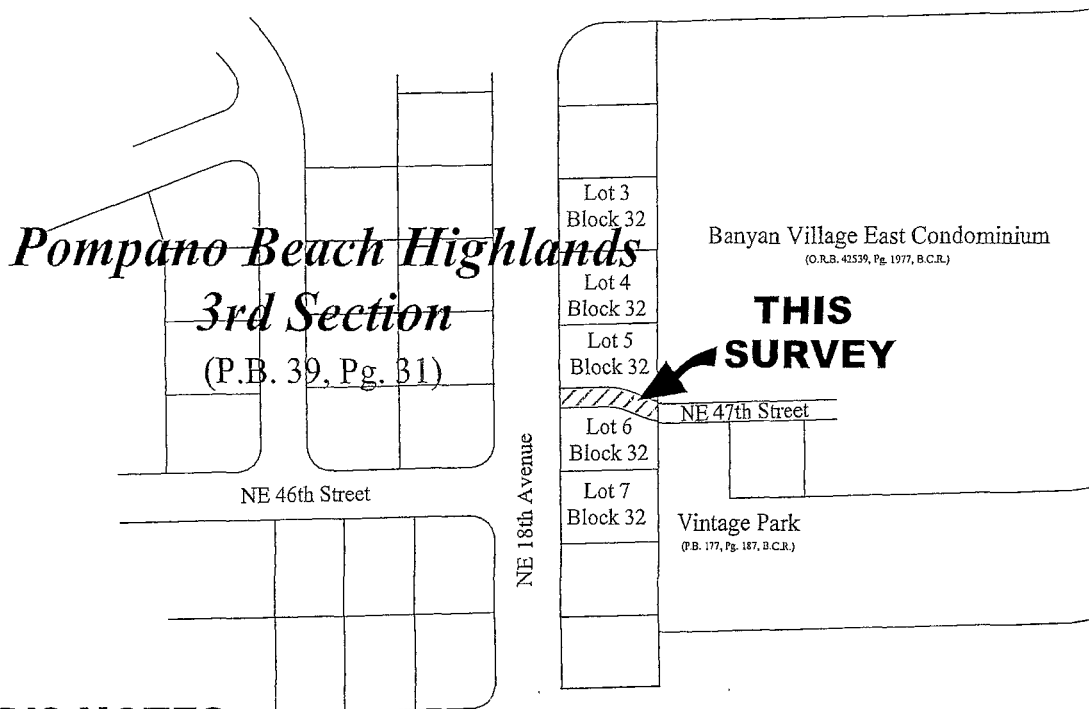 Lot 3
Block 32
Pompano Beach Highlands
3rd Section
(P.B. 39, Pg. 31)
Banyan Village East Condominium
(O.R.B. 42539, Pg. 1977, B.C.R.)
Lot 4
Block 32
THIS
SURVEY
Lot 5
Block 32
NE 47th Street
Lot 6
Block 32
NE 18th Avenue
NE 46th Street
Lot 7
Block 32
Vintage Park
(P.B. 177, Pg. 187, B.C.R.)